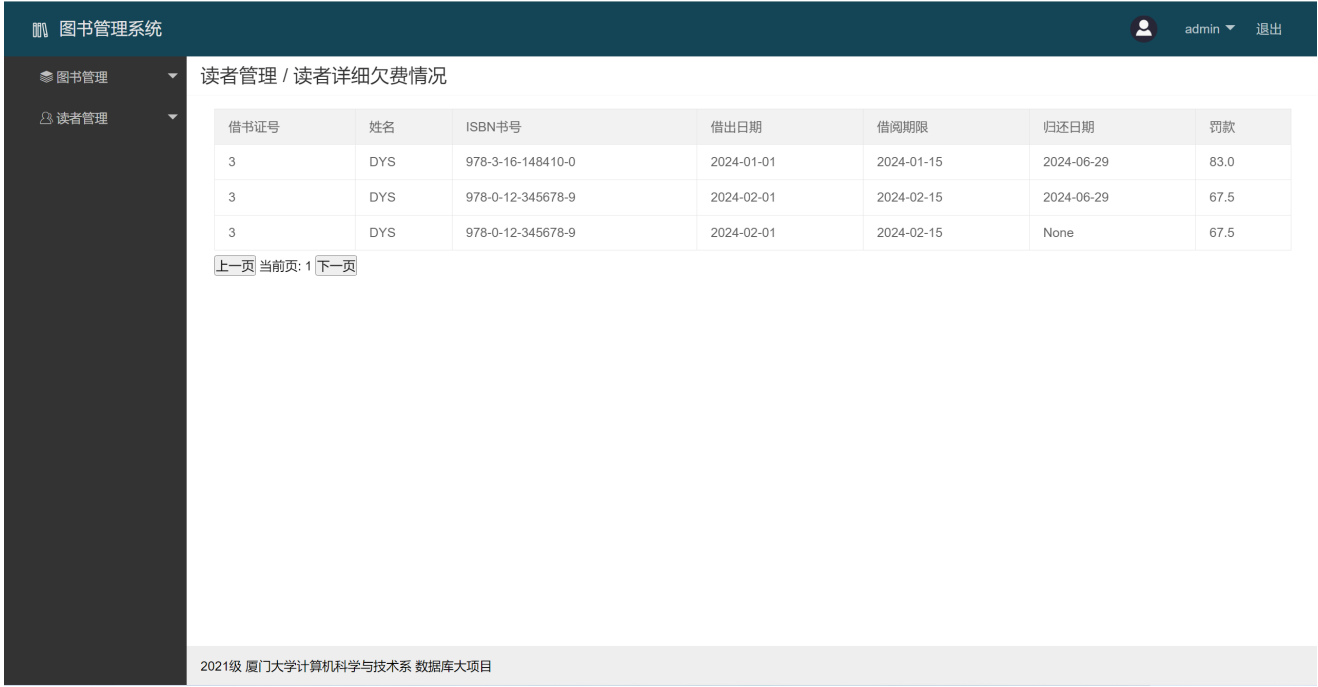 图书管理系统
admin 退出
图书管理
读者管理
读者管理 / 读者详细欠费情况
借书证号 姓名 ISBN书号 借出日期 借阅期限 归还日期 罚款
3 DYS 978-3-16-148410-0 2024-01-01 2024-01-15 2024-06-29 83.0
3 DYS 978-0-12-345678-9 2024-02-01 2024-02-15 2024-06-29 67.5
3 DYS 978-0-12-345678-9 2024-02-01 2024-02-15 None 67.5
上一页 当前页: 1 下一页
2021级 厦门大学计算机科学与技术系 数据库大项目